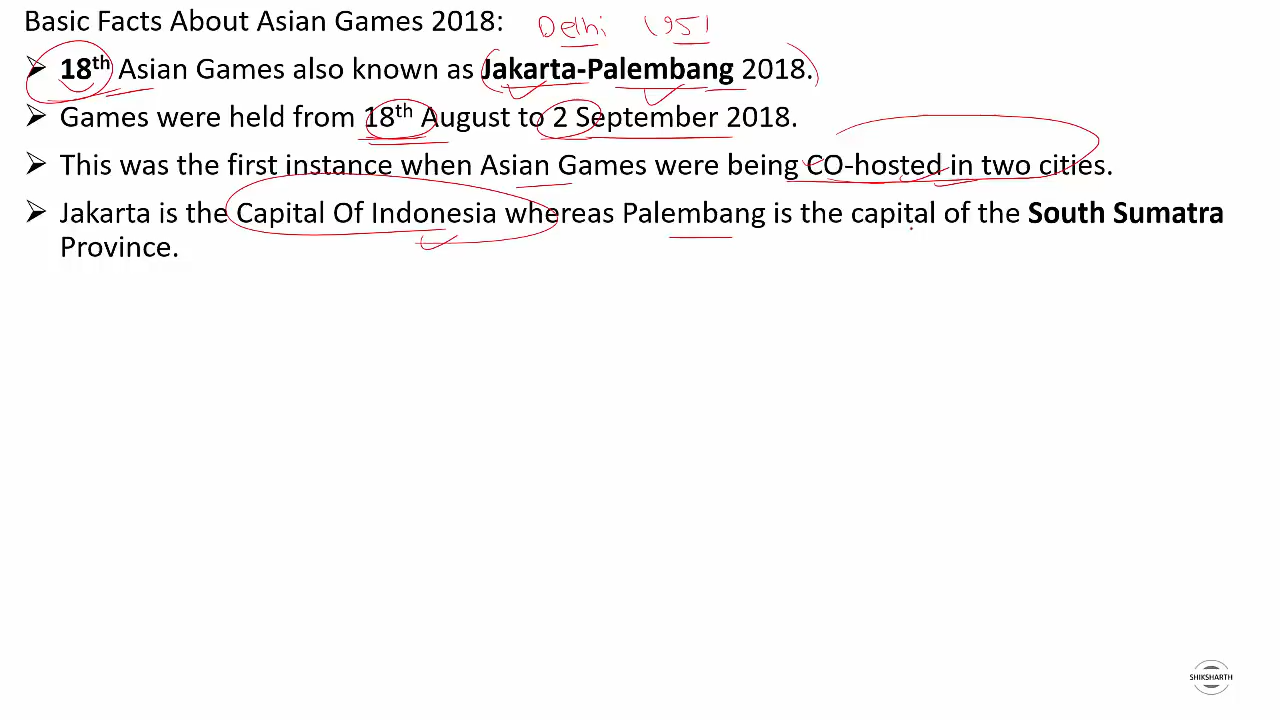 Basic Facts About Asian Games 2018: Delhi 1951
➢ 18th Asian Games also known as Jakarta-Palembang 2018.
➢ Games were held from 18th August to 2 September 2018.
➢ This was the first instance when Asian Games were being CO-hosted in two cities.
➢ Jakarta is the Capital Of Indonesia whereas Palembang is the capital of the South Sumatra
Province.
SHIKSHARTH